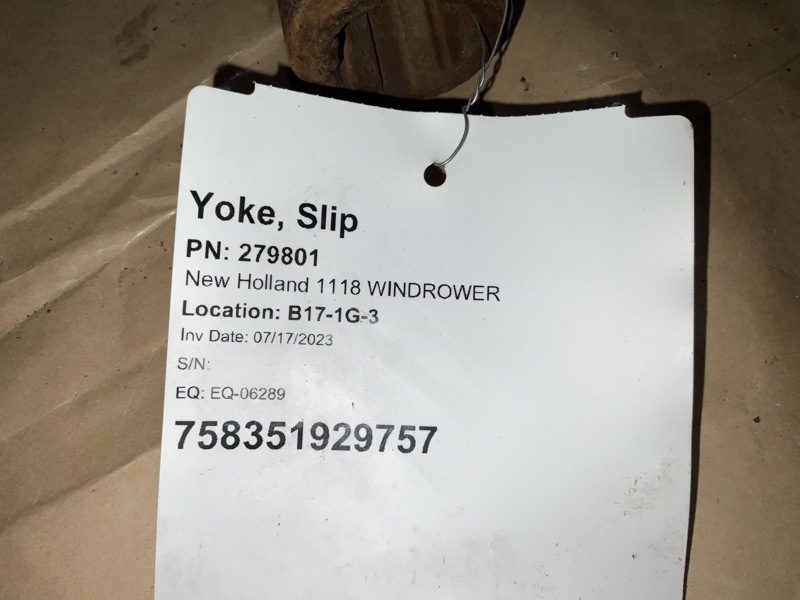 Yoke, Slip
PN: 279801
New Holland 1118 WINDROWER
Location: B17-1G-3
Inv Date: 07/17/2023
S/N:
EQ: EQ-06289
758351929757